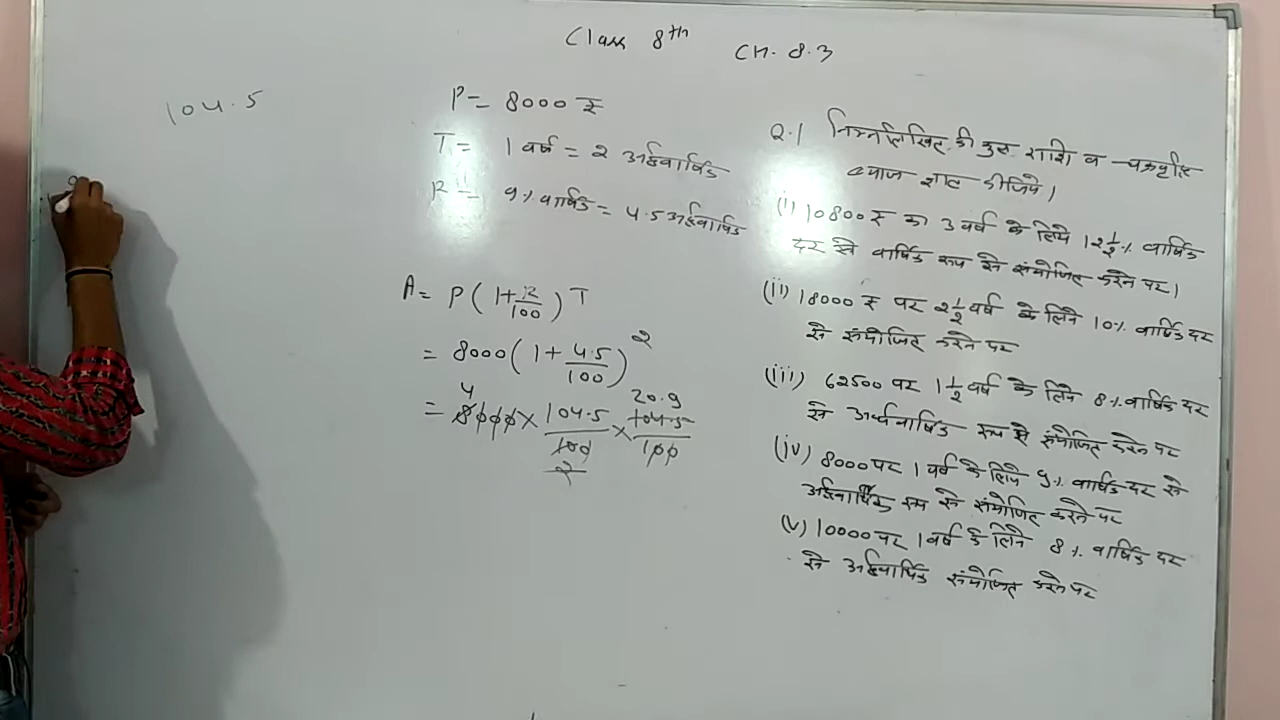 Class 8th CH. 8.3
104.5
P = 8000 ₹
T = 1 वर्ष = 2 अर्द्धवार्षिक
R = 9% वार्षिक = 4.5 अर्द्धवार्षिक
A = P(1+R/100)T
= 8000(1 + 4.5/100)2
4 20.9
= 8000 × 104.5/100 × 104.5/100
2
Q.1 निम्नलिखित की कुल राशि व चक्रवृद्धि
ब्याज ज्ञात कीजिये।
(i) 10800 ₹ का 3 वर्ष के लिये 12 1/2 % वार्षिक
दर से वार्षिक रूप से संयोजित करने पर।
(ii) 18000 ₹ पर 2 1/2 वर्ष के लिये 10% वार्षिक दर
से संयोजित करने पर
(iii) 62500 पर 1 1/2 वर्ष के लिये 8% वार्षिक दर
से अर्धवार्षिक रूप से संयोजित करने पर
(iv) 8000 पर 1 वर्ष के लिये 9% वार्षिक दर से
अर्द्धवार्षिक रूप से संयोजित करने पर
(v) 10000 पर 1 वर्ष के लिये 8% वार्षिक दर
से अर्द्धवार्षिक संयोजित करने पर